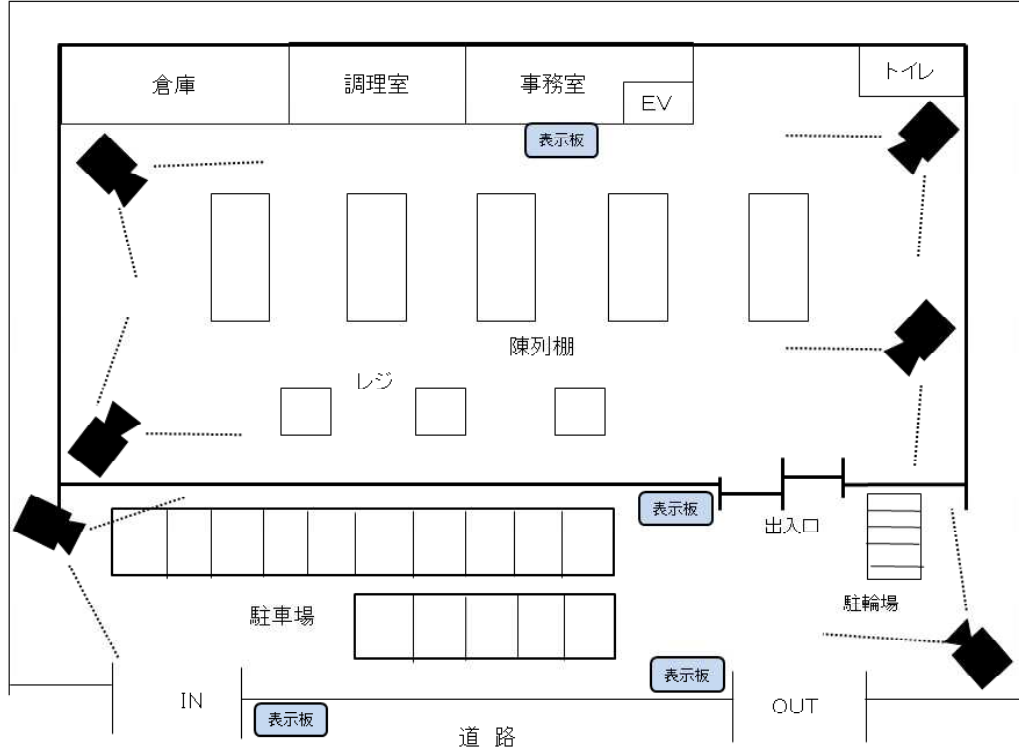 倉庫
調理室
事務室
EV
トイレ
表示板
陳列棚
レジ
表示板
出入口
駐車場
駐輪場
表示板
IN
表示板
道 路
OUT